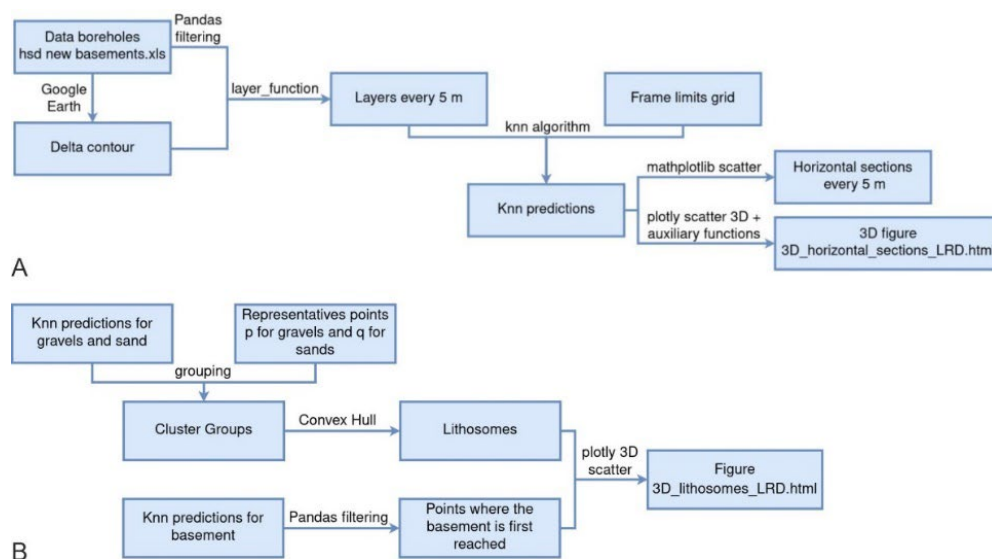 Data boreholes
hsd new basements.xls
Pandas
filtering
Google
Earth
Delta contour
layer_function
Layers every 5 m
Frame limits grid
knn algorithm
Knn predictions
mathplotlib scatter
Horizontal sections
every 5 m
plotly scatter 3D +
auxiliary functions
3D figure
3D_horizontal_sections_LRD.html
A
Knn predictions for
gravels and sand
Representatives points
p for gravels and q for
sands
grouping
Cluster Groups
Convex Hull
Lithosomes
plotly 3D
scatter
Figure
3D_lithosomes_LRD.html
Knn predictions for
basement
Pandas filtering
Points where the
basement is first
reached
B